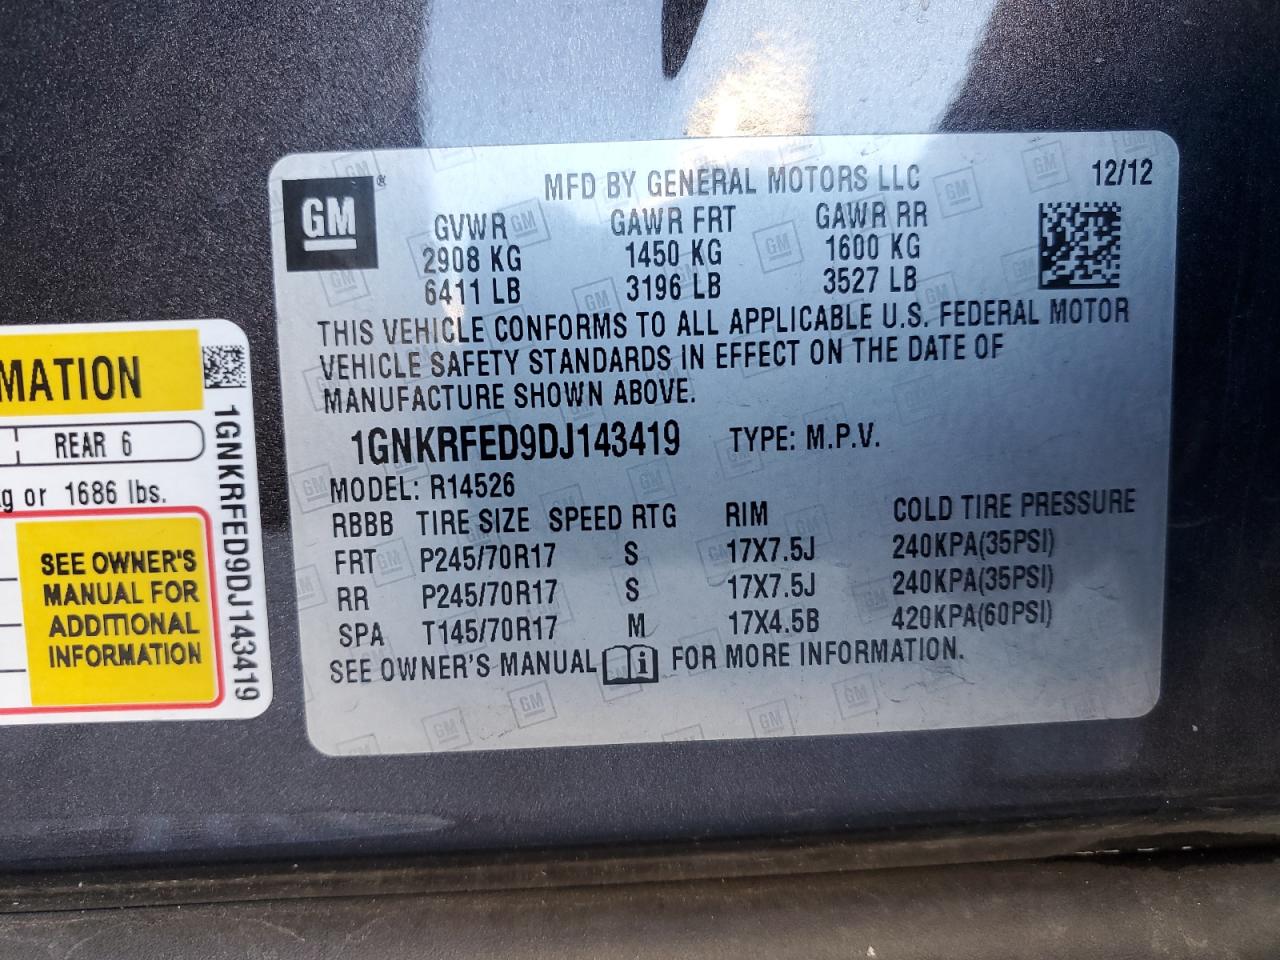 GM
®
MFD BY GENERAL MOTORS LLC
12/12
GVWR GAWR FRT GAWR RR
2908 KG 1450 KG 1600 KG
6411 LB 3196 LB 3527 LB
THIS VEHICLE CONFORMS TO ALL APPLICABLE U.S. FEDERAL MOTOR
VEHICLE SAFETY STANDARDS IN EFFECT ON THE DATE OF
MANUFACTURE SHOWN ABOVE.
1GNKRFED9DJ143419 TYPE: M.P.V.
MODEL: R14526
RBBB TIRE SIZE SPEED RTG RIM COLD TIRE PRESSURE
FRT P245/70R17 S 17X7.5J 240KPA(35PSI)
RR P245/70R17 S 17X7.5J 240KPA(35PSI)
SPA T145/70R17 M 17X4.5B 420KPA(60PSI)
SEE OWNER'S MANUAL FOR MORE INFORMATION.
MATION
REAR 6
g or 1686 lbs.
SEE OWNER'S
MANUAL FOR
ADDITIONAL
INFORMATION
1GNKRFED9DJ143419